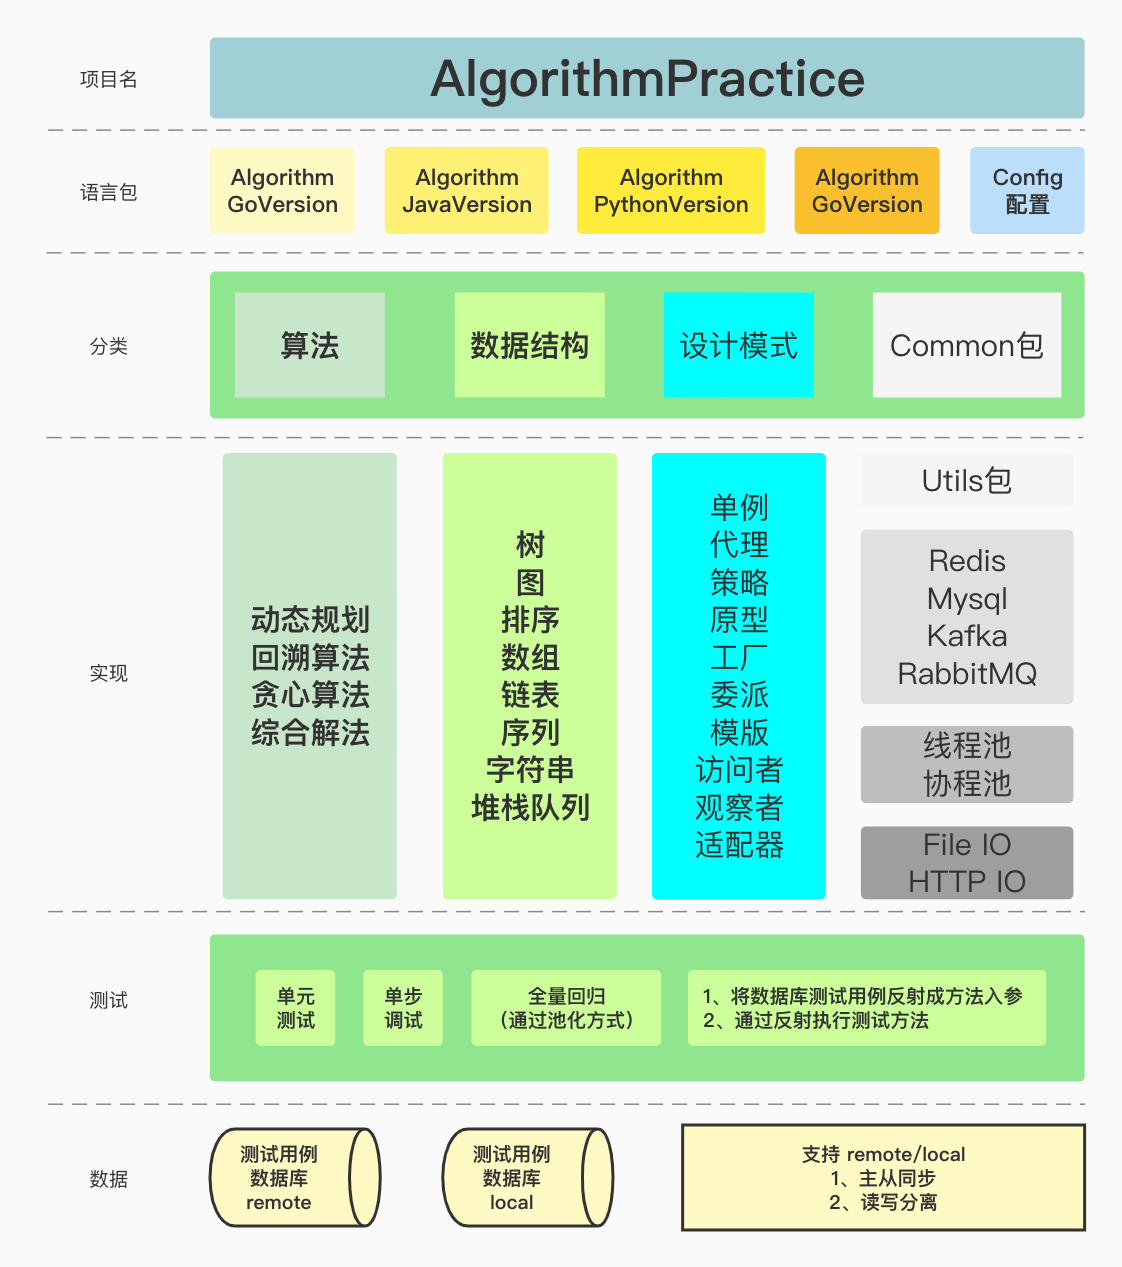 项目名
AlgorithmPractice
语言包
Algorithm
GoVersion
Algorithm
JavaVersion
Algorithm
PythonVersion
Algorithm
GoVersion
Config
配置
分类
算法
数据结构
设计模式
Common包
实现
动态规划
回溯算法
贪心算法
综合解法
树
图
排序
数组
链表
序列
字符串
堆栈队列
单例
代理
策略
原型
工厂
委派
模版
访问者
观察者
适配器
Utils包
Redis
Mysql
Kafka
RabbitMQ
线程池
协程池
File IO
HTTP IO
测试
单元
测试
单步
调试
全量回归
（通过池化方式）
1、将数据库测试用例反射成方法入参
2、通过反射执行测试方法
数据
测试用例
数据库
remote
测试用例
数据库
local
支持 remote/local
1、主从同步
2、读写分离